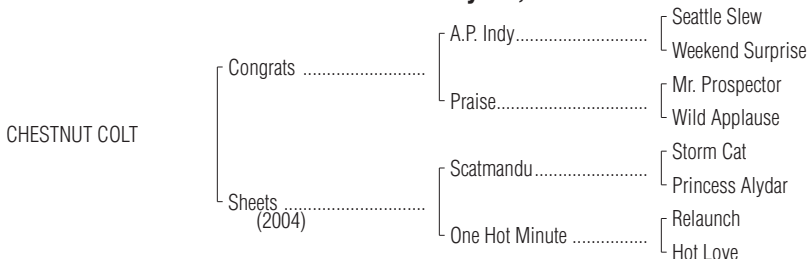 Seattle Slew
A.P. Indy
Weekend Surprise
Congrats
Mr. Prospector
Praise
Wild Applause
CHESTNUT COLT
Storm Cat
Scatmandu
Princess Alydar
Sheets
(2004)
Relaunch
One Hot Minute
Hot Love